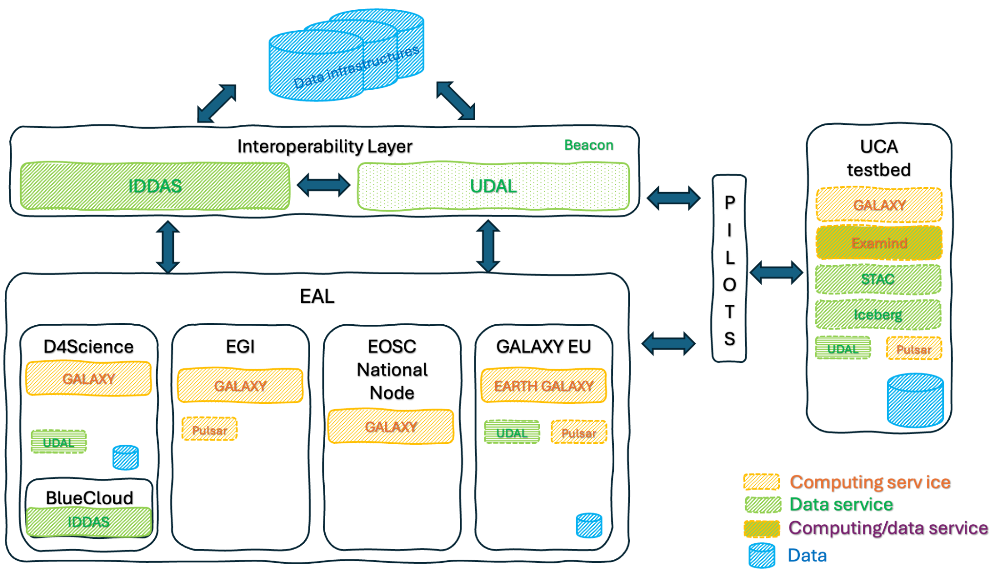 Data infrastructures
Interoperability Layer
Beacon
IDDAS
UDAL
EAL
D4Science
GALAXY
UDAL
BlueCloud
IDDAS
EGI
GALAXY
Pulsar
EOSC
National
Node
GALAXY
GALAXY EU
EARTH GALAXY
UDAL
Pulsar
P
I
L
O
T
S
UCA
testbed
GALAXY
Examind
STAC
Iceberg
UDAL
Pulsar
Computing serv ice
Data service
Computing/data service
Data